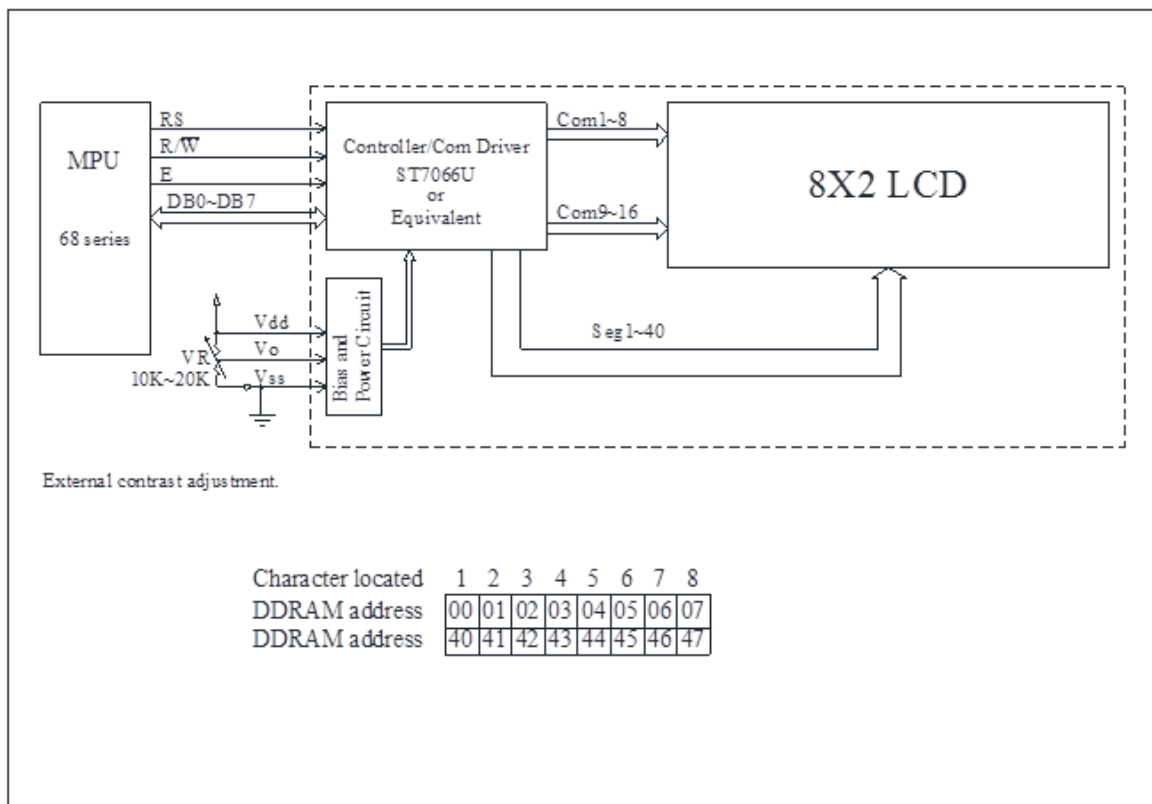 MPU
68 series
RS
R/W̅
E
DB0~DB7
Controller/Com Driver
ST7066U
or
Equivalent
Com1~8
Com9~16
8X2 LCD
Vdd
Vo
Vss
VR
10K~20K
Bias and
Power Circuit
Seg1~40
External contrast adjustment.
Character located 1 2 3 4 5 6 7 8
DDRAM address 00 01 02 03 04 05 06 07
DDRAM address 40 41 42 43 44 45 46 47